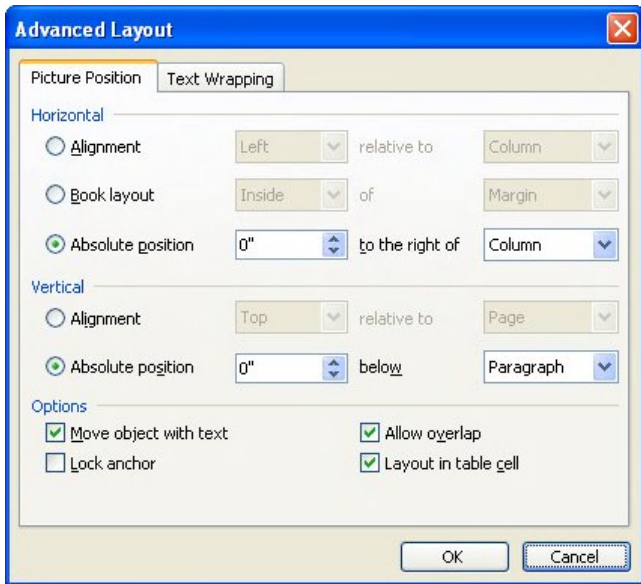 Advanced Layout
Picture Position Text Wrapping
Horizontal
Alignment Left relative to Column
Book layout Inside of Margin
Absolute position 0" to the right of Column
Vertical
Alignment Top relative to Page
Absolute position 0" below Paragraph
Options
Move object with text Allow overlap
Lock anchor Layout in table cell
OK Cancel